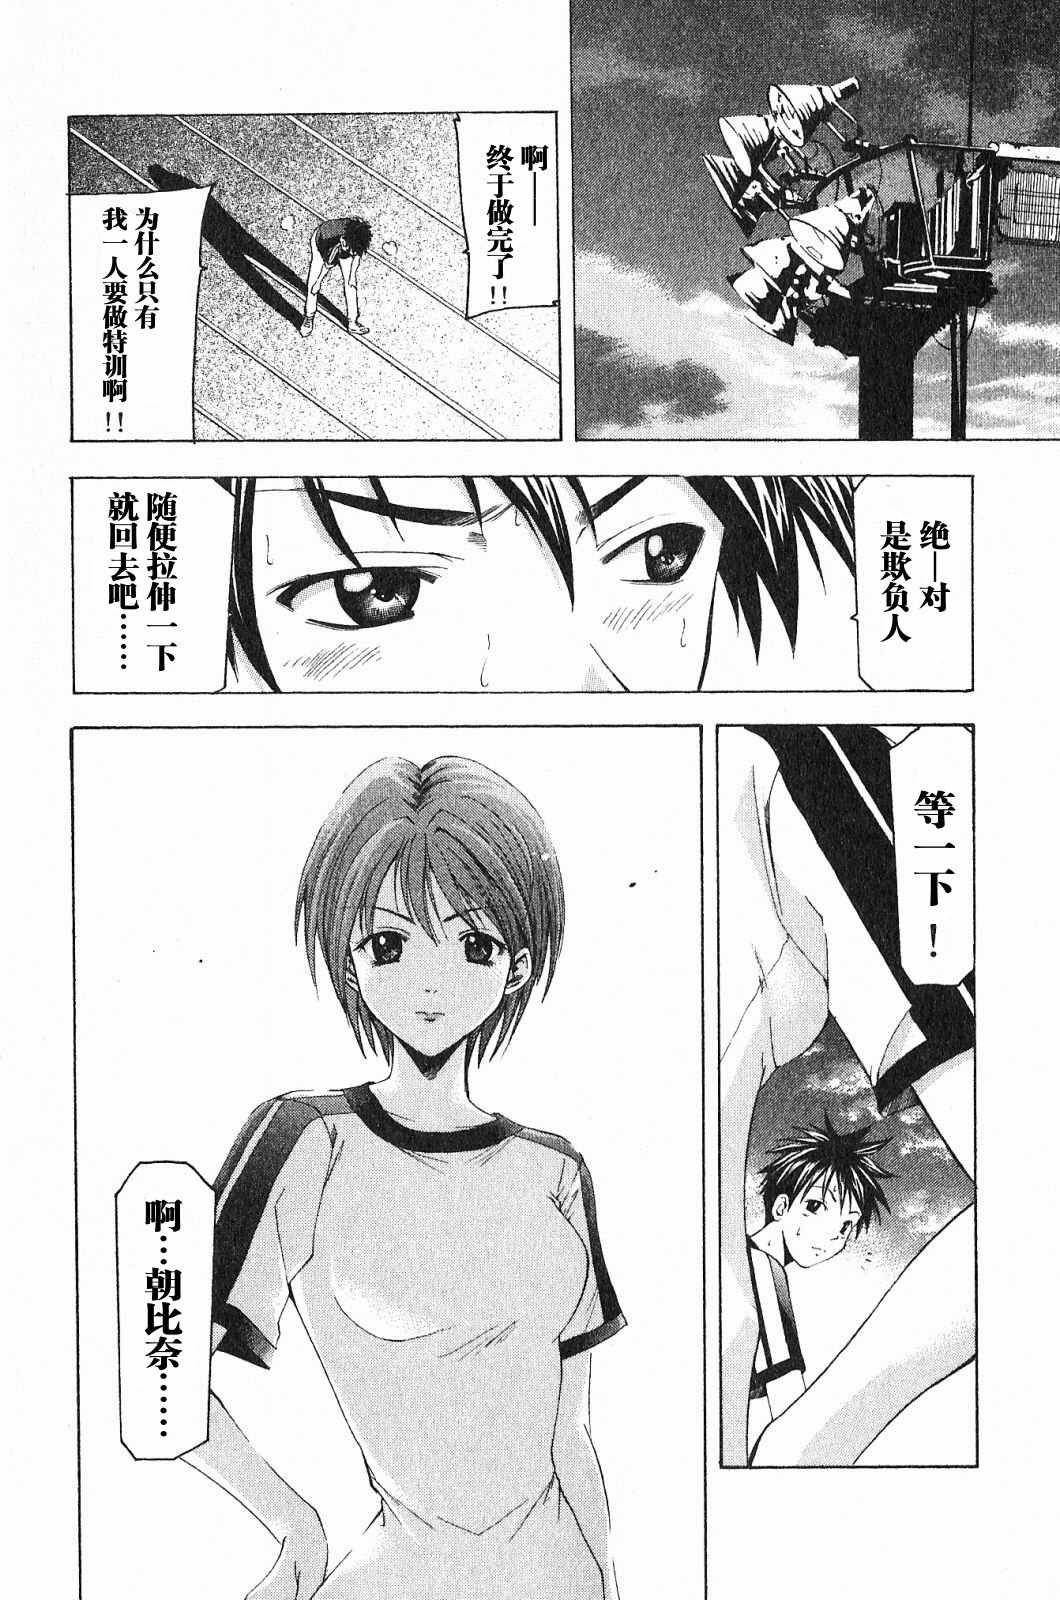 啊——
终于做完了!!
为什么只有
我一人要做特训啊!!
绝—对
是欺负人
随便拉伸一下
就回去吧……
等一下!
啊…朝比奈……